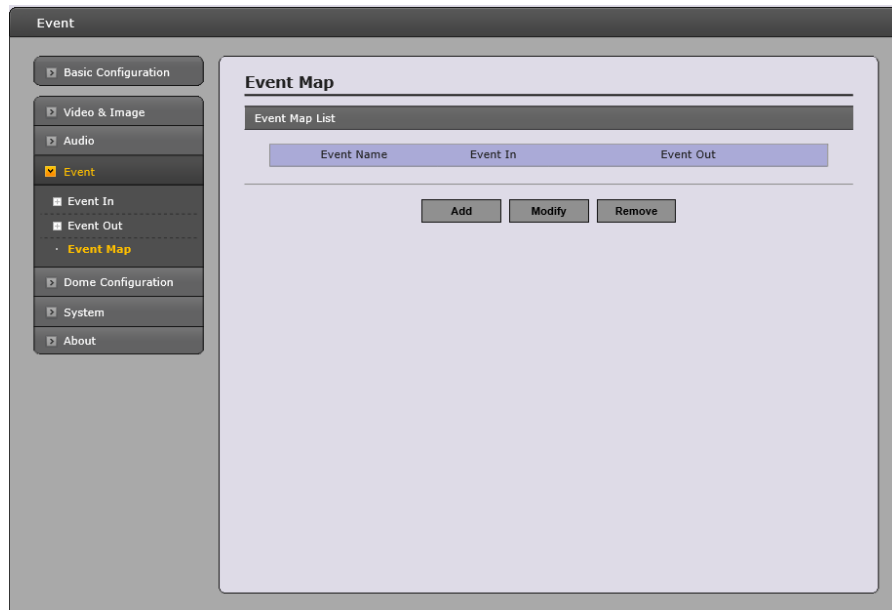 Event
Basic Configuration
Video & Image
Audio
Event
Event In
Event Out
Event Map
Dome Configuration
System
About
Event Map
Event Map List
Event Name Event In Event Out
Add Modify Remove